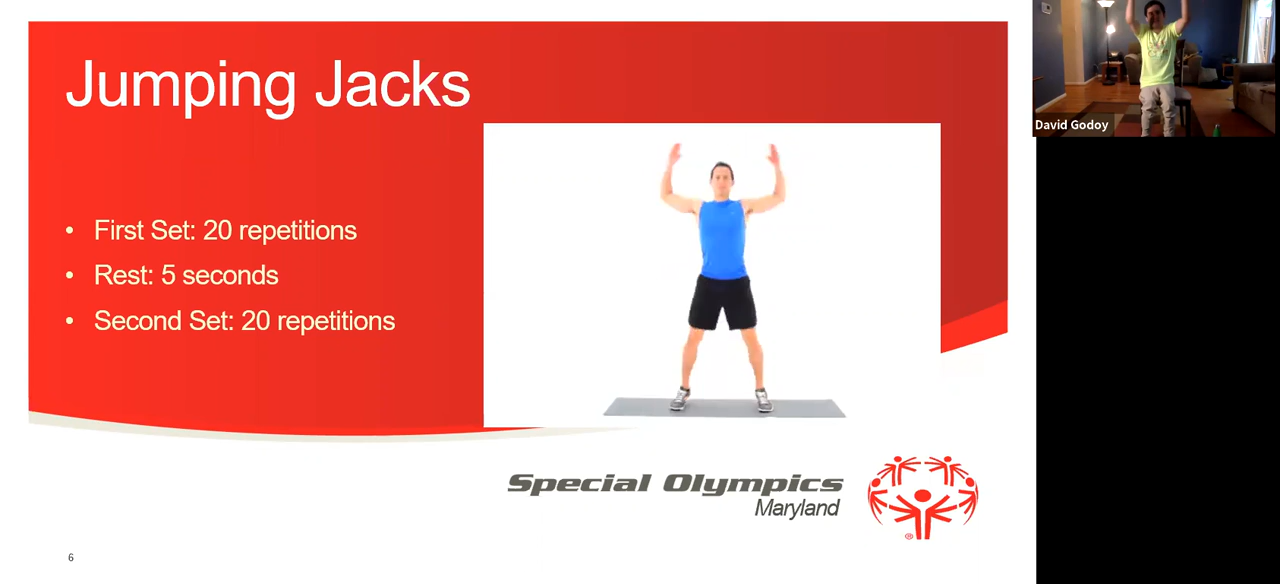 Jumping Jacks
• First Set: 20 repetitions
• Rest: 5 seconds
• Second Set: 20 repetitions
Special Olympics
Maryland
®
6
David Godoy